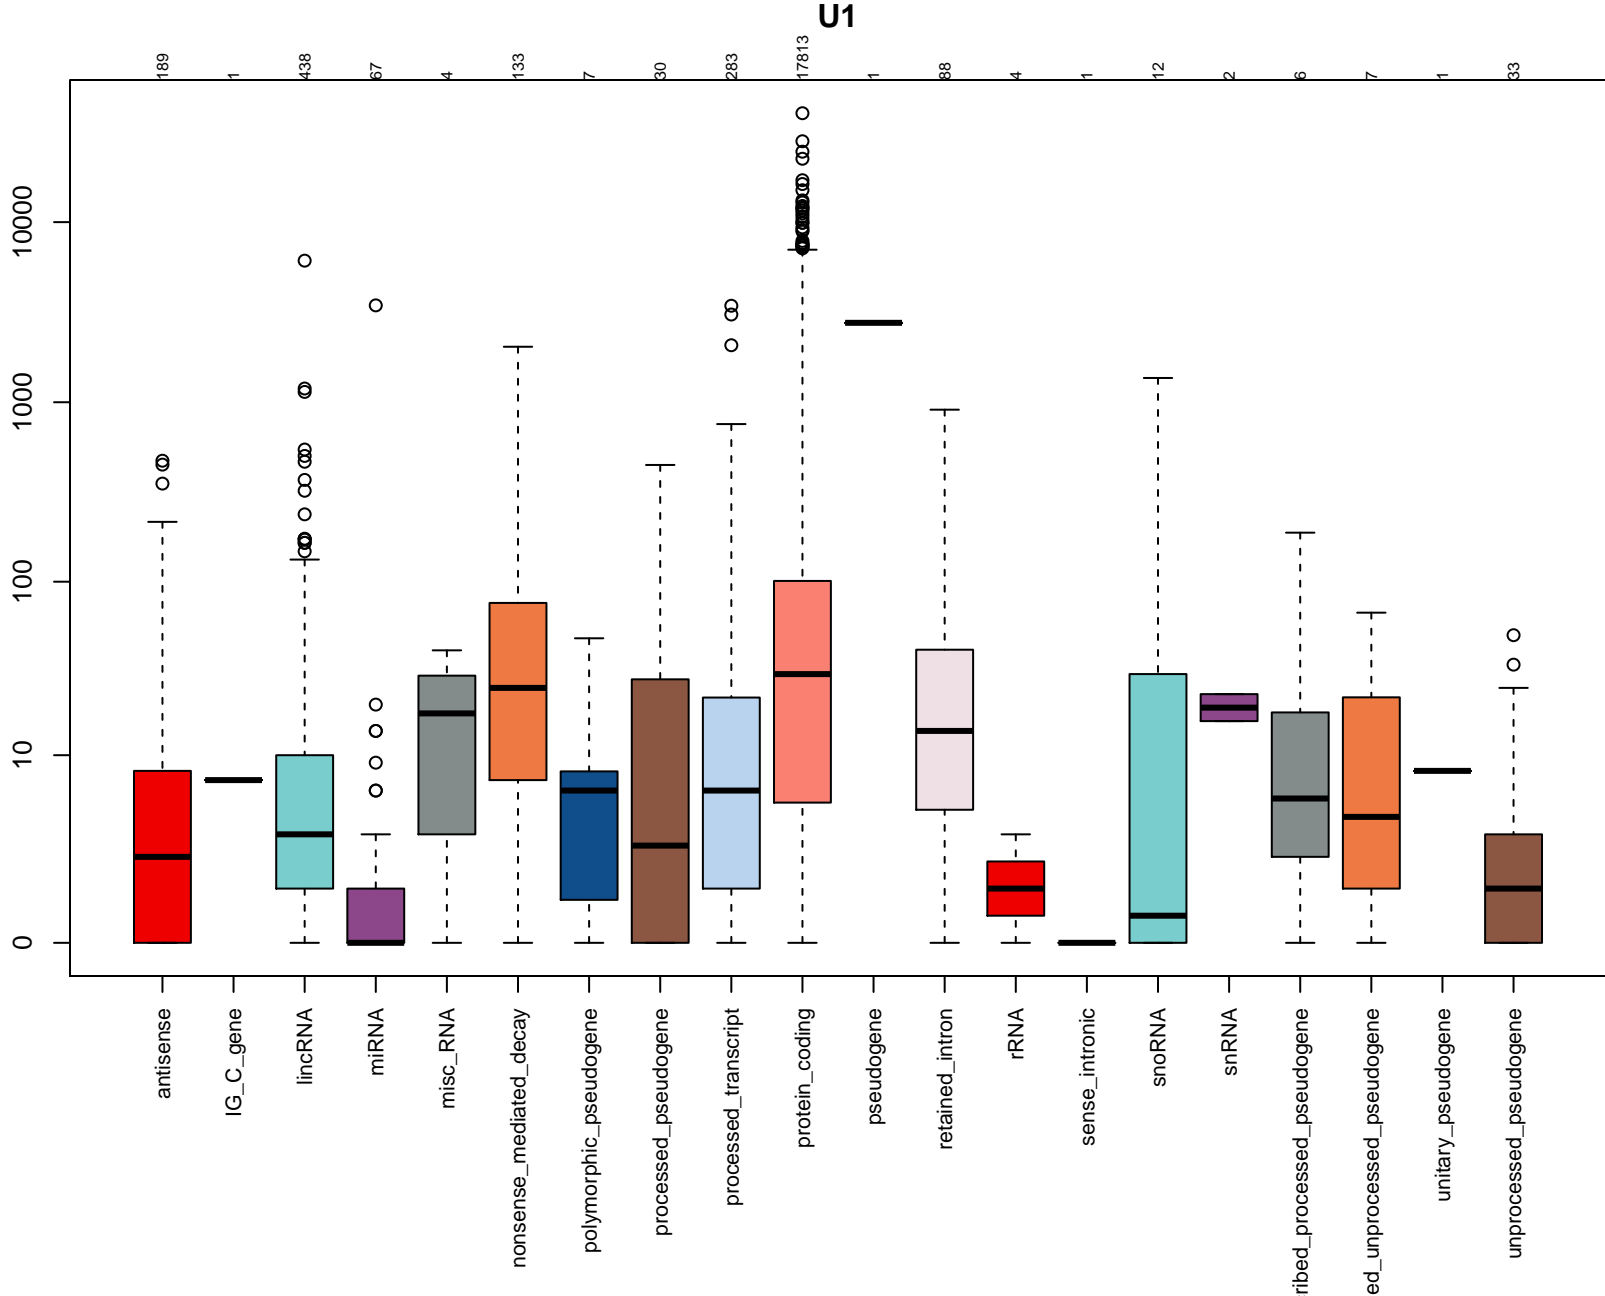 U1
189 1 438 67 4 133 7 30 283 17813 1 88 4 1 12 2 6 7 1 33
10000
1000
100
10
0
antisense
IG_C_gene
lincRNA
miRNA
misc_RNA
nonsense_mediated_decay
polymorphic_pseudogene
processed_pseudogene
processed_transcript
protein_coding
pseudogene
retained_intron
rRNA
sense_intronic
snoRNA
snRNA
ribed_processed_pseudogene
ed_unprocessed_pseudogene
unitary_pseudogene
unprocessed_pseudogene